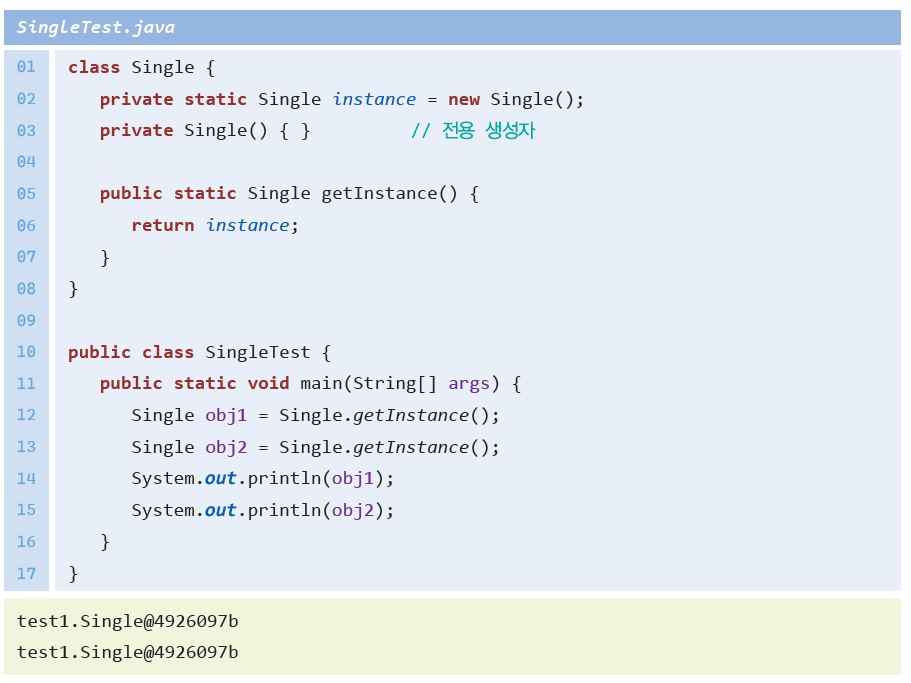 SingleTest.java
01 class Single {
02 private static Single instance = new Single();
03 private Single() { } // 전용 생성자
04
05 public static Single getInstance() {
06 return instance;
07 }
08 }
09
10 public class SingleTest {
11 public static void main(String[] args) {
12 Single obj1 = Single.getInstance();
13 Single obj2 = Single.getInstance();
14 System.out.println(obj1);
15 System.out.println(obj2);
16 }
17 }
test1.Single@4926097b
test1.Single@4926097b